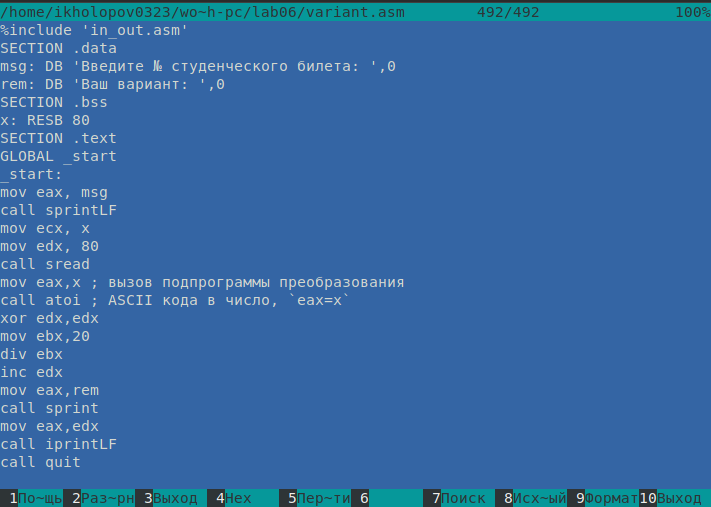 /home/ikholopov0323/wo~h-pc/lab06/variant.asm 492/492 100%
%include 'in_out.asm'
SECTION .data
msg: DB 'Введите № студенческого билета: ',0
rem: DB 'Ваш вариант: ',0
SECTION .bss
x: RESB 80
SECTION .text
GLOBAL _start
_start:
mov eax, msg
call sprintLF
mov ecx, x
mov edx, 80
call sread
mov eax,x ; вызов подпрограммы преобразования
call atoi ; ASCII кода в число, `eax=x`
xor edx,edx
mov ebx,20
div ebx
inc edx
mov eax,rem
call sprint
mov eax,edx
call iprintLF
call quit
1По~щь 2Раз~рн 3Выход 4Hex 5Пер~ти 6 7Поиск 8Исх~ый 9Формат 10Выход